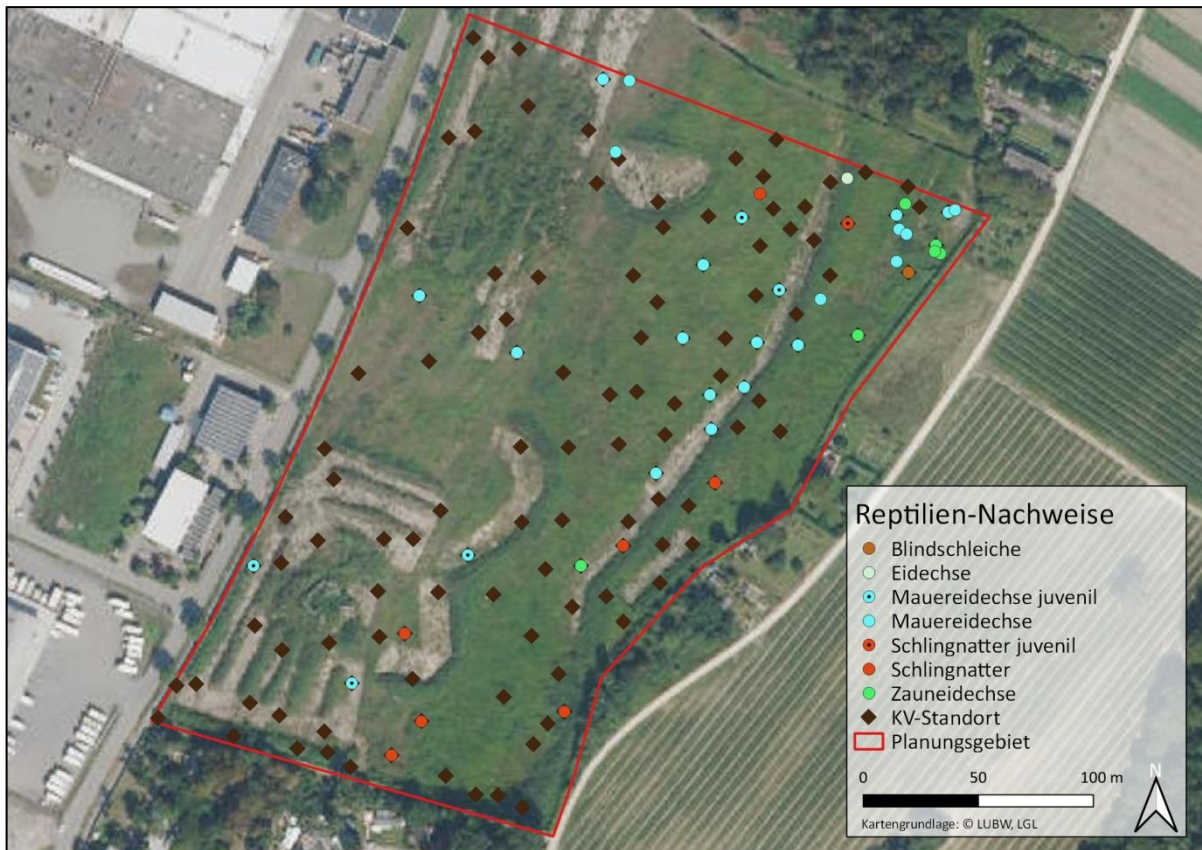 Reptilien-Nachweise
Blindschleiche
Eidechse
Mauereidechse juvenil
Mauereidechse
Schlingnatter juvenil
Schlingnatter
Zauneidechse
KV-Standort
Planungsgebiet
0 50 100 m
N
Kartengrundlage: © LUBW, LGL